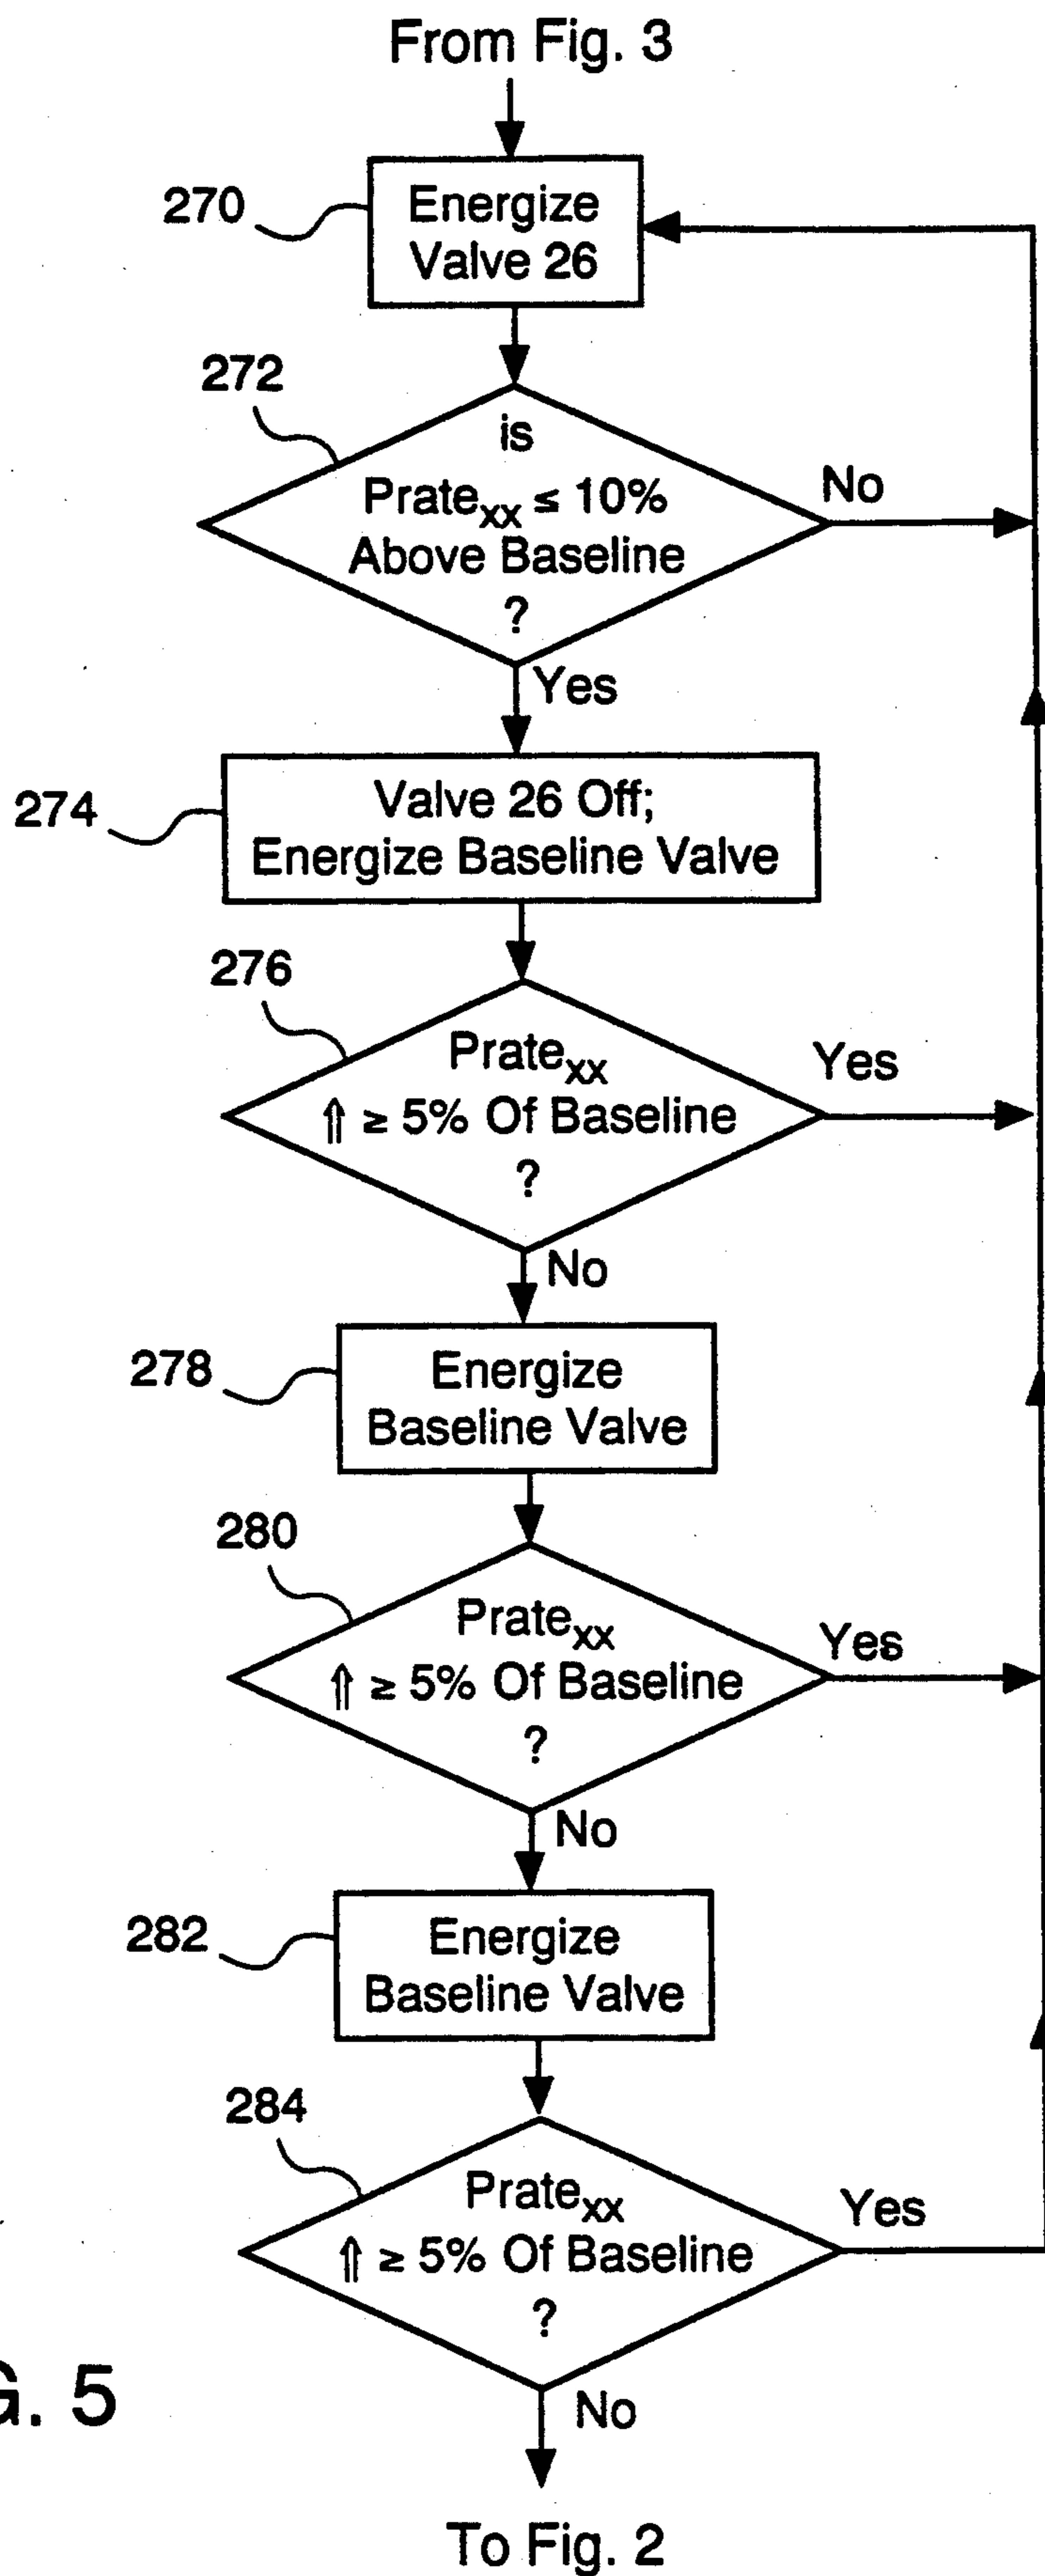 From Fig. 3
270
Energize
Valve 26
272
is
Prate_xx ≤ 10%
Above Baseline
?
No
Yes
274
Valve 26 Off;
Energize Baseline Valve
276
Prate_xx
⇑ ≥ 5% Of Baseline
?
Yes
No
278
Energize
Baseline Valve
280
Prate_xx
⇑ ≥ 5% Of Baseline
?
Yes
No
282
Energize
Baseline Valve
284
Prate_xx
⇑ ≥ 5% Of Baseline
?
Yes
No
G. 5
To Fig. 2